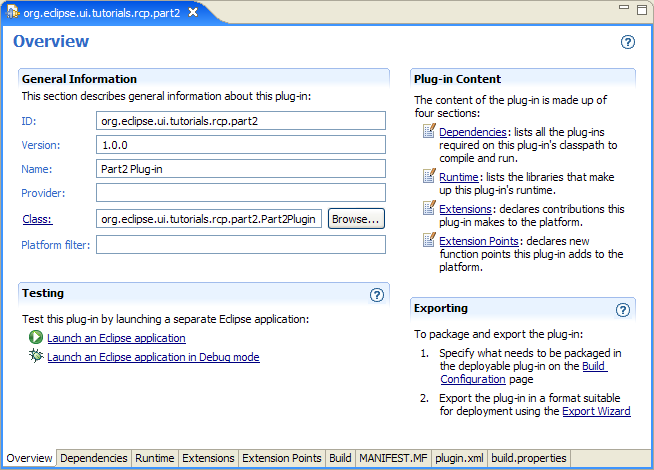 org.eclipse.ui.tutorials.rcp.part2
Overview
General Information
This section describes general information about this plug-in:
ID: org.eclipse.ui.tutorials.rcp.part2
Version: 1.0.0
Name: Part2 Plug-in
Provider:
Class: org.eclipse.ui.tutorials.rcp.part2.Part2Plugin Browse...
Platform filter:
Testing
Test this plug-in by launching a separate Eclipse application:
Launch an Eclipse application
Launch an Eclipse application in Debug mode
Plug-in Content
The content of the plug-in is made up of
four sections:
Dependencies: lists all the plug-ins
required on this plug-in's classpath to
compile and run.
Runtime: lists the libraries that make
up this plug-in's runtime.
Extensions: declares contributions this
plug-in makes to the platform.
Extension Points: declares new
function points this plug-in adds to the
platform.
Exporting
To package and export the plug-in:
1. Specify what needs to be packaged in
the deployable plug-in on the Build
Configuration page
2. Export the plug-in in a format suitable
for deployment using the Export Wizard
Overview Dependencies Runtime Extensions Extension Points Build MANIFEST.MF plugin.xml build.properties